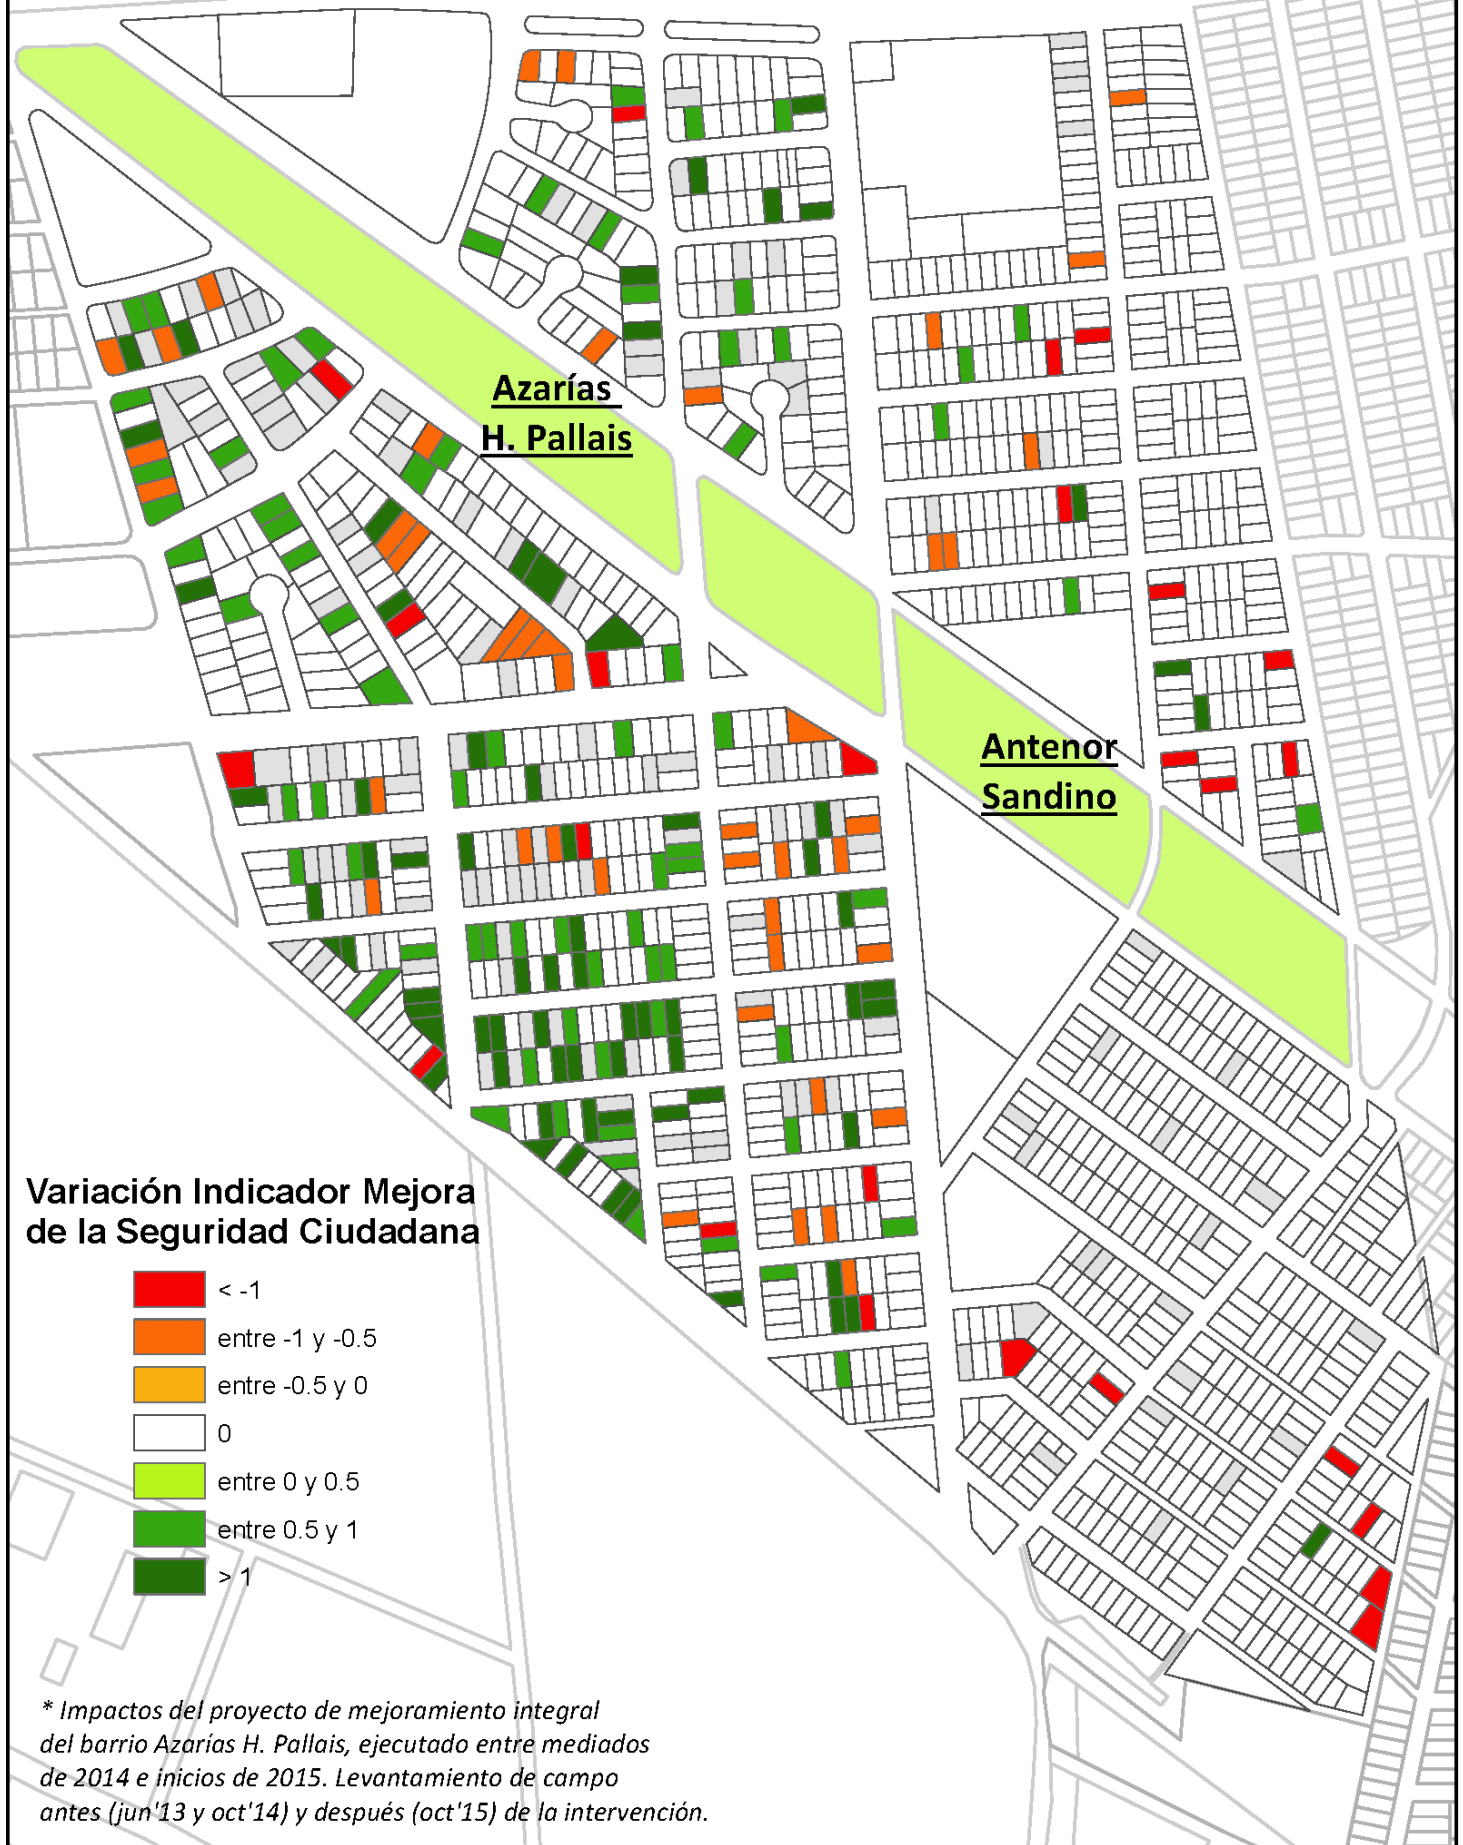 Azarías
H. Pallais
Antenor
Sandino
Variación Indicador Mejora
de la Seguridad Ciudadana
< -1
entre -1 y -0.5
entre -0.5 y 0
0
entre 0 y 0.5
entre 0.5 y 1
> 1
* Impactos del proyecto de mejoramiento integral
del barrio Azarías H. Pallais, ejecutado entre mediados
de 2014 e inicios de 2015. Levantamiento de campo
antes (jun'13 y oct'14) y después (oct'15) de la intervención.